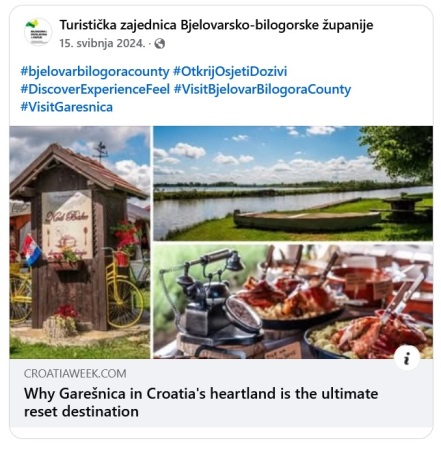 Turistička zajednica Bjelovarsko-bilogorske županije
15. svibnja 2024.
#bjelovarbilogoracounty #OtkrijOsjetiDozivi
#DiscoverExperienceFeel #VisitBjelovarBilogoraCounty
#VisitGaresnica
CROATIAWEEK.COM
Why Garešnica in Croatia's heartland is the ultimate
reset destination